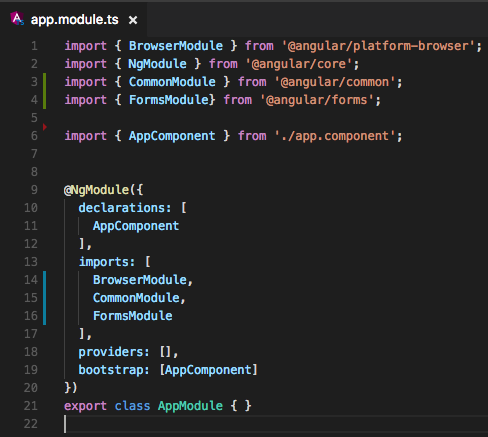 app.module.ts ×
1 import { BrowserModule } from '@angular/platform-browser';
2 import { NgModule } from '@angular/core';
3 import { CommonModule } from '@angular/common';
4 import { FormsModule} from '@angular/forms';
5
6 import { AppComponent } from './app.component';
7
8
9 @NgModule({
10   declarations: [
11     AppComponent
12   ],
13   imports: [
14     BrowserModule,
15     CommonModule,
16     FormsModule
17   ],
18   providers: [],
19   bootstrap: [AppComponent]
20 })
21 export class AppModule { }
22